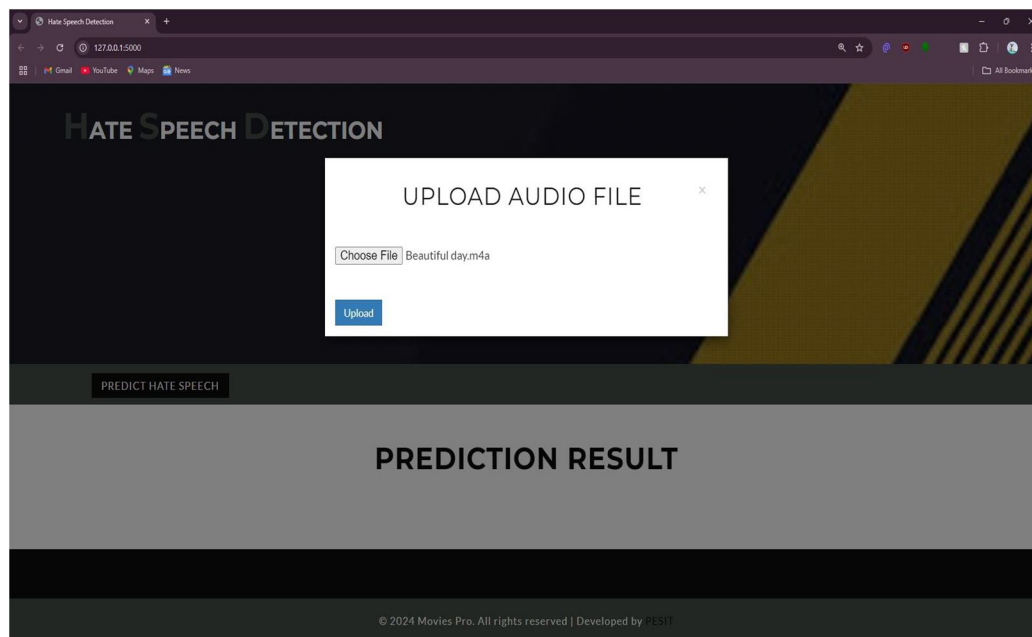 Hate Speech Detection
127.0.0.1:5000
Gmail YouTube Maps News All Bookmark
HATE SPEECH DETECTION
UPLOAD AUDIO FILE x
Choose File Beautiful day.m4a
Upload
PREDICT HATE SPEECH
PREDICTION RESULT
© 2024 Movies Pro. All rights reserved | Developed by PESIT